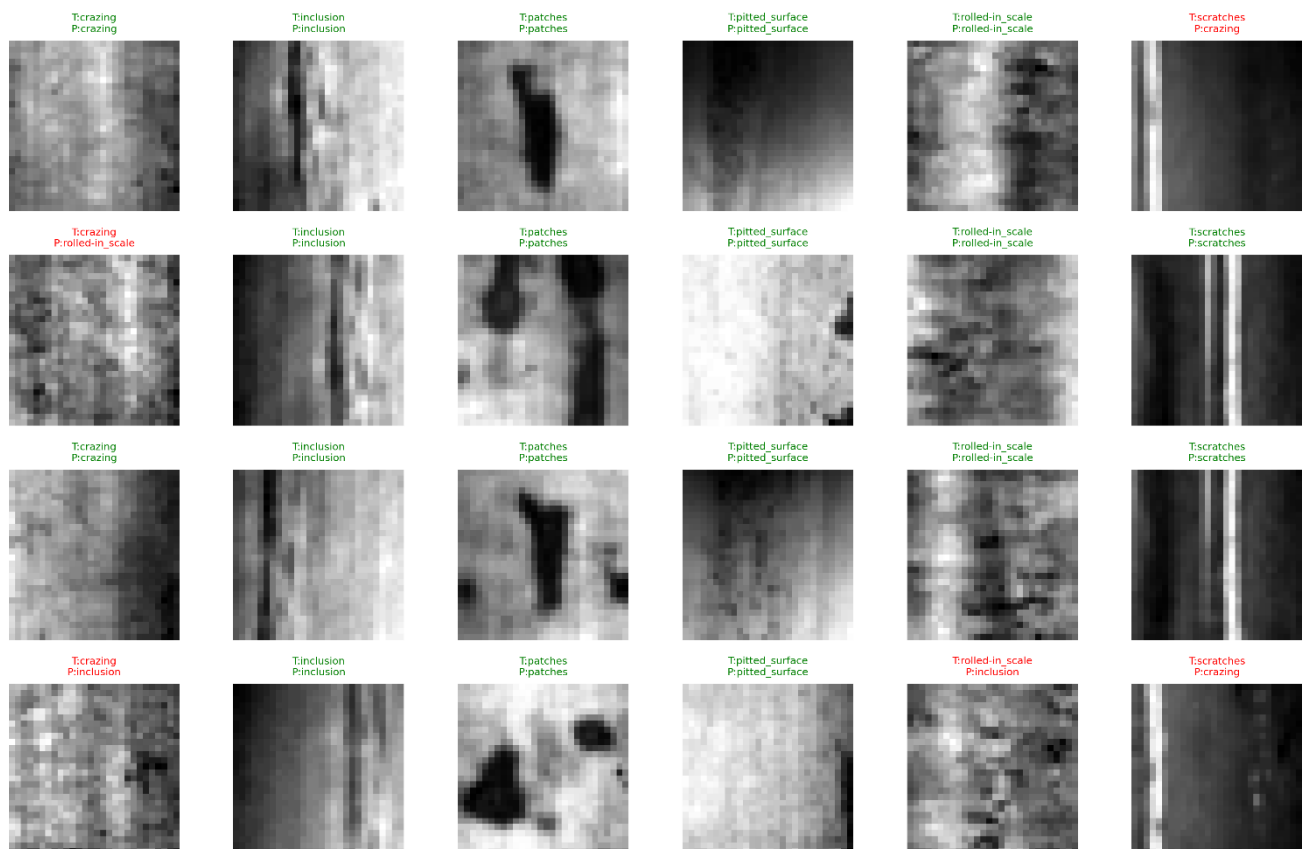 T:crazing
P:crazing
T:inclusion
P:inclusion
T:patches
P:patches
T:pitted_surface
P:pitted_surface
T:rolled-in_scale
P:rolled-in_scale
T:scratches
P:crazing
T:crazing
P:rolled-in_scale
T:inclusion
P:inclusion
T:patches
P:patches
T:pitted_surface
P:pitted_surface
T:rolled-in_scale
P:rolled-in_scale
T:scratches
P:scratches
T:crazing
P:crazing
T:inclusion
P:inclusion
T:patches
P:patches
T:pitted_surface
P:pitted_surface
T:rolled-in_scale
P:rolled-in_scale
T:scratches
P:scratches
T:crazing
P:inclusion
T:inclusion
P:inclusion
T:patches
P:patches
T:pitted_surface
P:pitted_surface
T:rolled-in_scale
P:inclusion
T:scratches
P:crazing